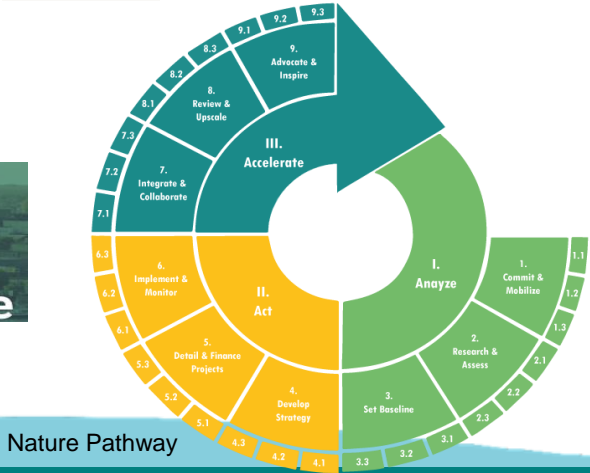 9.3
9.2
9.1
8.3
8.2
8.1
7.3
7.2
7.1
9.
Advocate &
Inspire
8.
Review &
Upscale
7.
Integrate &
Collaborate
III.
Accelerate
I.
Anayze
II.
Act
1.
Commit &
Mobilize
1.1
1.2
1.3
2.
Research &
Assess
2.1
2.2
2.3
3.
Set Baseline
3.1
3.2
3.3
4.
Develop
Strategy
4.1
4.2
4.3
5.
Detail & Finance
Projects
5.1
5.2
5.3
6.
Implement &
Monitor
6.1
6.2
6.3
e
Nature Pathway